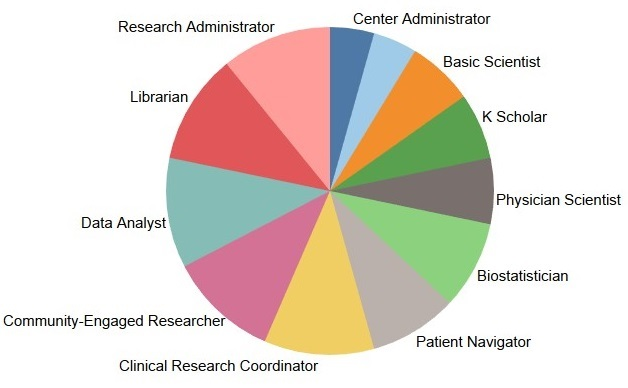 Center Administrator
Basic Scientist
K Scholar
Physician Scientist
Biostatistician
Patient Navigator
Clinical Research Coordinator
Community-Engaged Researcher
Data Analyst
Librarian
Research Administrator